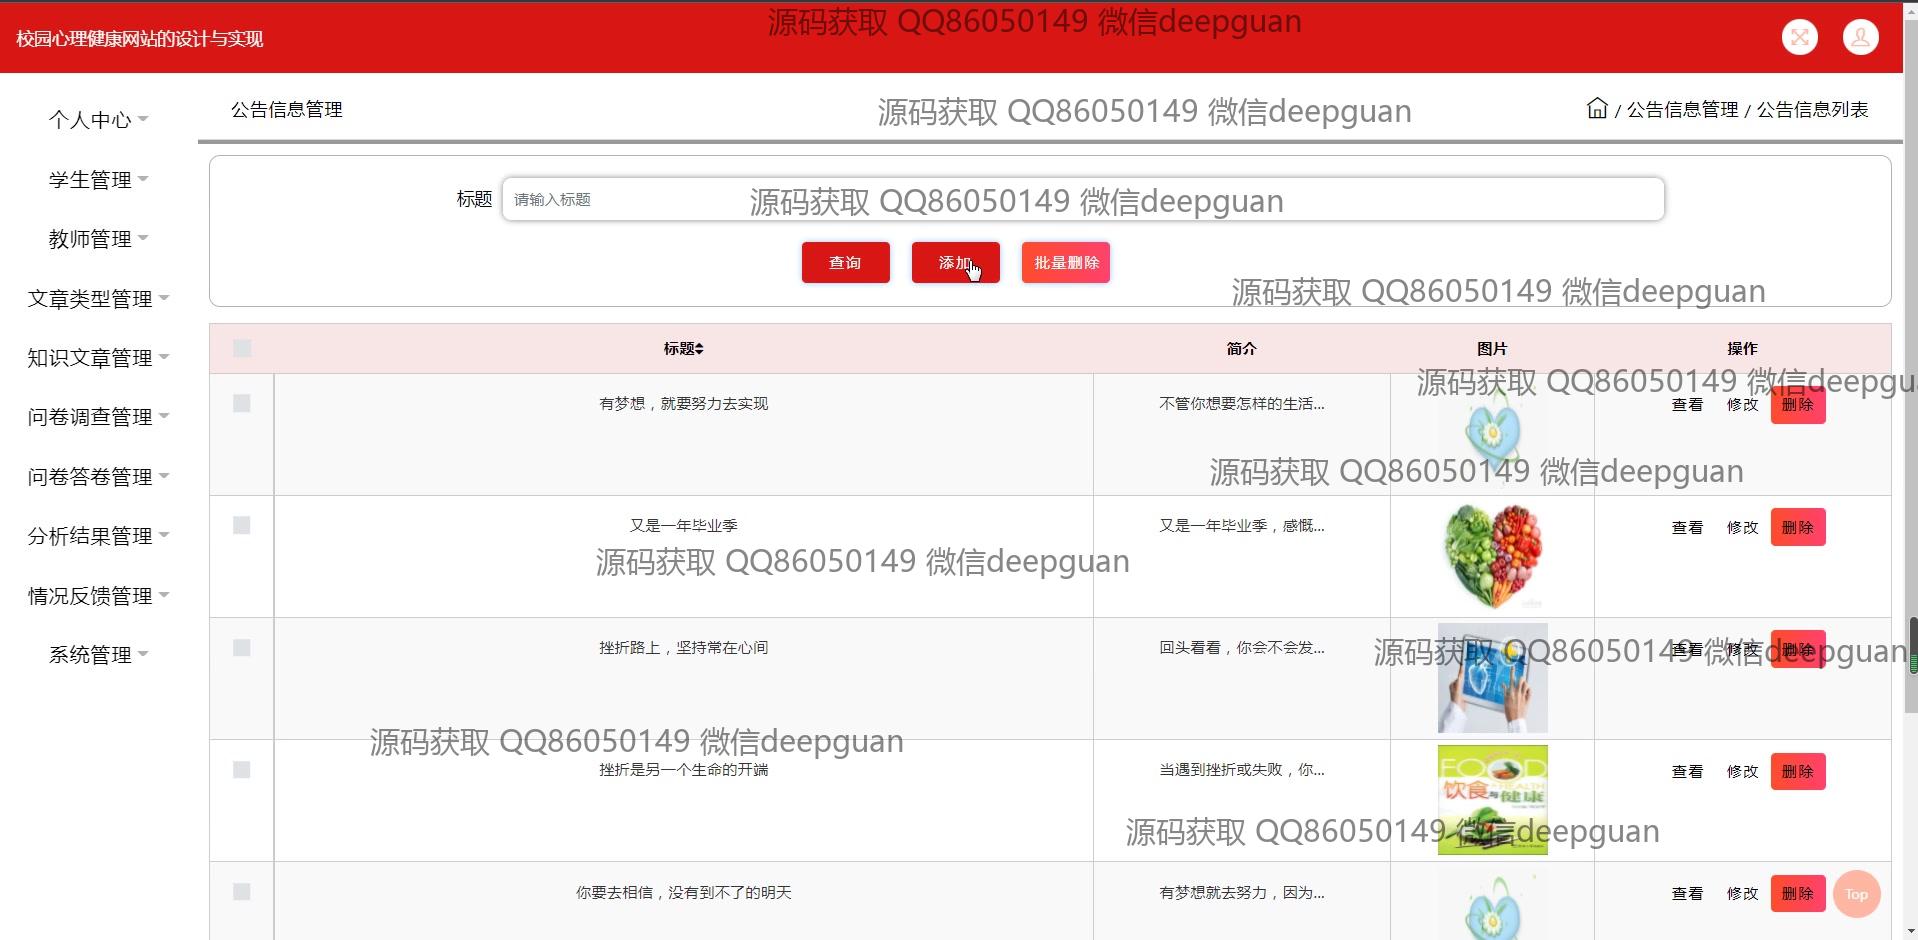 源码获取 QQ86050149 微信deepguan
校园心理健康网站的设计与实现
个人中心
学生管理
教师管理
文章类型管理
知识文章管理
问卷调查管理
问卷答卷管理
分析结果管理
情况反馈管理
系统管理
公告信息管理
源码获取 QQ86050149 微信deepguan
/ 公告信息管理 / 公告信息列表
标题 请输入标题
源码获取 QQ86050149 微信deepguan
查询 添加 批量删除
源码获取 QQ86050149 微信deepguan
标题 简介 图片 操作
源码获取 QQ86050149 微信deepgu
有梦想，就要努力去实现 不管你想要怎样的生活... 查看 修改 删除
源码获取 QQ86050149 微信deepguan
又是一年毕业季 又是一年毕业季，感慨... 查看 修改 删除
源码获取 QQ86050149 微信deepguan
挫折路上，坚持常在心间 回头看看，你会不会发... 查看 修改 删除
源码获取 QQ86050149 微信deepguan
源码获取 QQ86050149 微信deepguan
挫折是另一个生命的开端 当遇到挫折或失败，你... 查看 修改 删除
FOOD
饮食与健康
源码获取 QQ86050149 微信deepguan
你要去相信，没有到不了的明天 有梦想就去努力，因为... 查看 修改 删除
Top